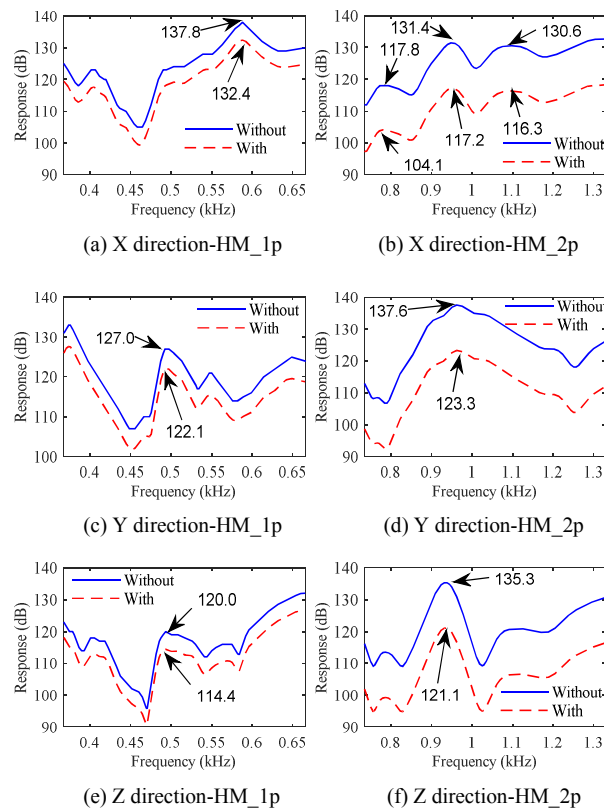 140
130
120
110
100
90
Response (dB)
137.8
132.4
Without
With
0.4 0.45 0.5 0.55 0.6 0.65
Frequency (kHz)
(a) X direction-HM_1p
140
130
120
110
100
90
Response (dB)
131.4
130.6
117.8
117.2
116.3
104.1
Without
With
0.8 0.9 1 1.1 1.2 1.3
Frequency (kHz)
(b) X direction-HM_2p
140
130
120
110
100
Response (dB)
127.0
122.1
Without
With
0.4 0.45 0.5 0.55 0.6 0.65
Frequency (kHz)
(c) Y direction-HM_1p
140
130
120
110
100
90
Response (dB)
137.6
123.3
Without
With
0.8 0.9 1 1.1 1.2 1.3
Frequency (kHz)
(d) Y direction-HM_2p
140
130
120
110
100
90
Response (dB)
Without
With
120.0
114.4
0.4 0.45 0.5 0.55 0.6 0.65
Frequency (kHz)
(e) Z direction-HM_1p
140
130
120
110
100
90
Response (dB)
135.3
121.1
Without
With
0.8 0.9 1 1.1 1.2 1.3
Frequency (kHz)
(f) Z direction-HM_2p